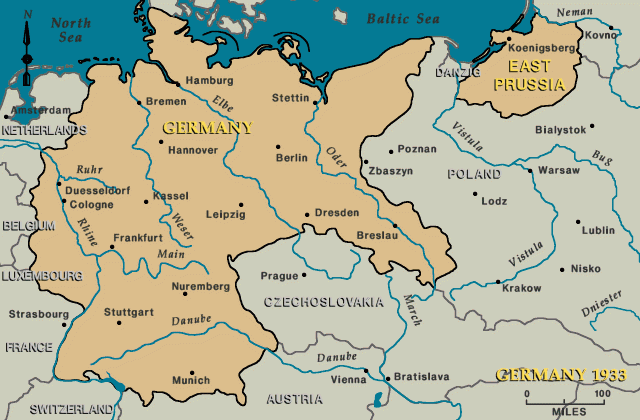 North
Sea
N
Baltic Sea
Neman
Kovno
Koenigsberg
EAST
PRUSSIA
DANZIG
Hamburg
Bremen
Elbe
Stettin
Amsterdam
NETHERLANDS
GERMANY
Hannover
Berlin
Oder
Poznan
Zbaszyn
Vistula
Bialystok
Bug
Warsaw
POLAND
Lodz
Ruhr
Duesseldorf
Cologne
Kassel
Weser
Leipzig
Dresden
Breslau
Lublin
BELGIUM
Rhine
Frankfurt
Main
Vistula
Nisko
LUXEMBOURG
Prague
Krakow
Nuremburg
CZECHOSLOVAKIA
March
Dniester
Strasbourg
Stuttgart
Danube
FRANCE
Danube
Munich
Vienna
Bratislava
GERMANY 1933
SWITZERLAND
AUSTRIA
0 50 100
MILES